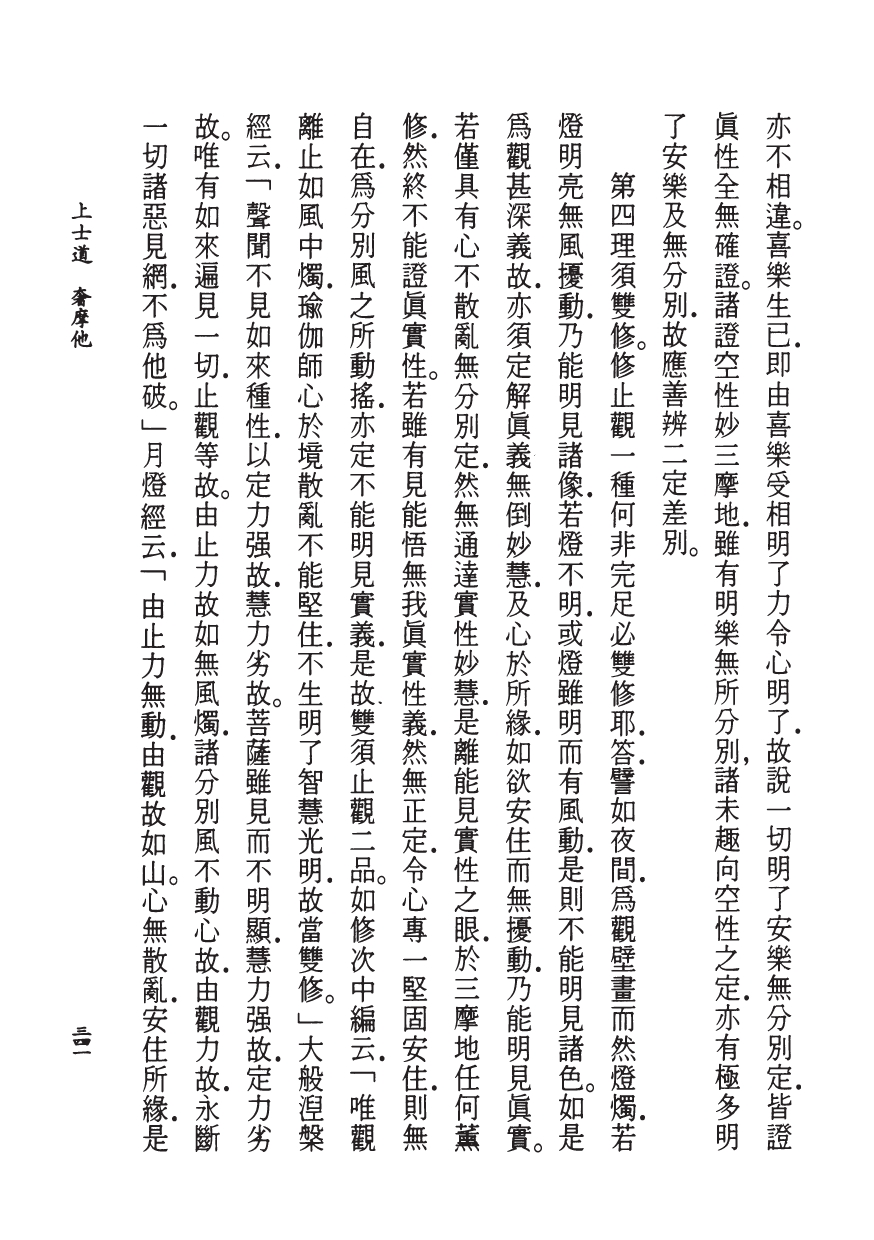 亦不相違。喜樂生已．即由喜樂受相明了力令心明了．故說一切明了安樂無分別定．皆證
眞性全無確證。諸證空性妙三摩地．雖有明樂無所分別，諸未趣向空性之定．亦有極多明
了安樂及無分別．故應善辨二定差別。
第四理須雙修。修止觀一種何非完足必雙修耶．答．譬如夜間．爲觀壁畫而然燈燭．若
燈明亮無風擾動．乃能明見諸像．若燈不明．或燈雖明而有風動．是則不能明見諸色。如是
爲觀甚深義故．亦須定解眞義無倒妙慧．及心於所緣．如欲安住而無擾動．乃能明見眞實。
若僅具有心不散亂無分別定．然無通達實性妙慧．是離能見實性之眼．於三摩地任何薰
修．然終不能證眞實性。若雖有見能悟無我眞實性義．然無正定．令心專一堅固安住．則無
自在．爲分別風之所動搖．亦定不能明見實義．是故、雙須止觀二品。如修次中編云．「唯觀
離止如風中燭．瑜伽師心於境散亂不能堅住．不生明了智慧光明．故當雙修。」大般涅槃
經云．「聲聞不見如來種性．以定力强故．慧力劣故。菩薩雖見而不明顯．慧力强故．定力劣
故。唯有如來遍見一切．止觀等故。由止力故如無風燭．諸分別風不動心故．由觀力故．永斷
一切諸惡見網．不爲他破。」月燈經云．「由止力無動．由觀故如山。心無散亂．安住所緣．是
上士道　奢摩他
三四一